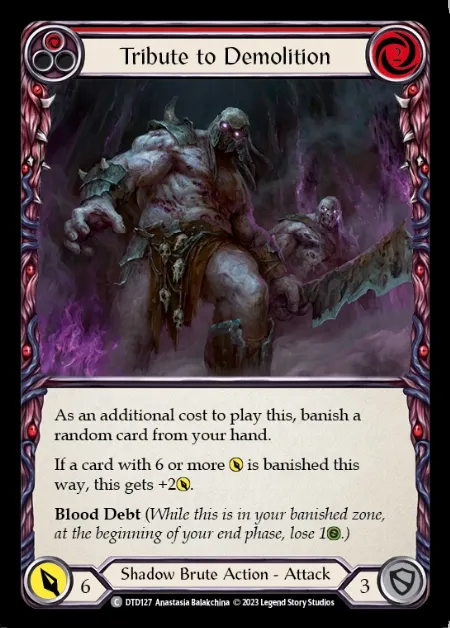 Tribute to Demolition
2
As an additional cost to play this, banish a
random card from your hand.
If a card with 6 or more is banished this
way, this gets +2.
Blood Debt (While this is in your banished zone,
at the beginning of your end phase, lose 1.)
6
Shadow Brute Action - Attack
3
C DTD127 Anastasia Balakchina © 2023 Legend Story Studios